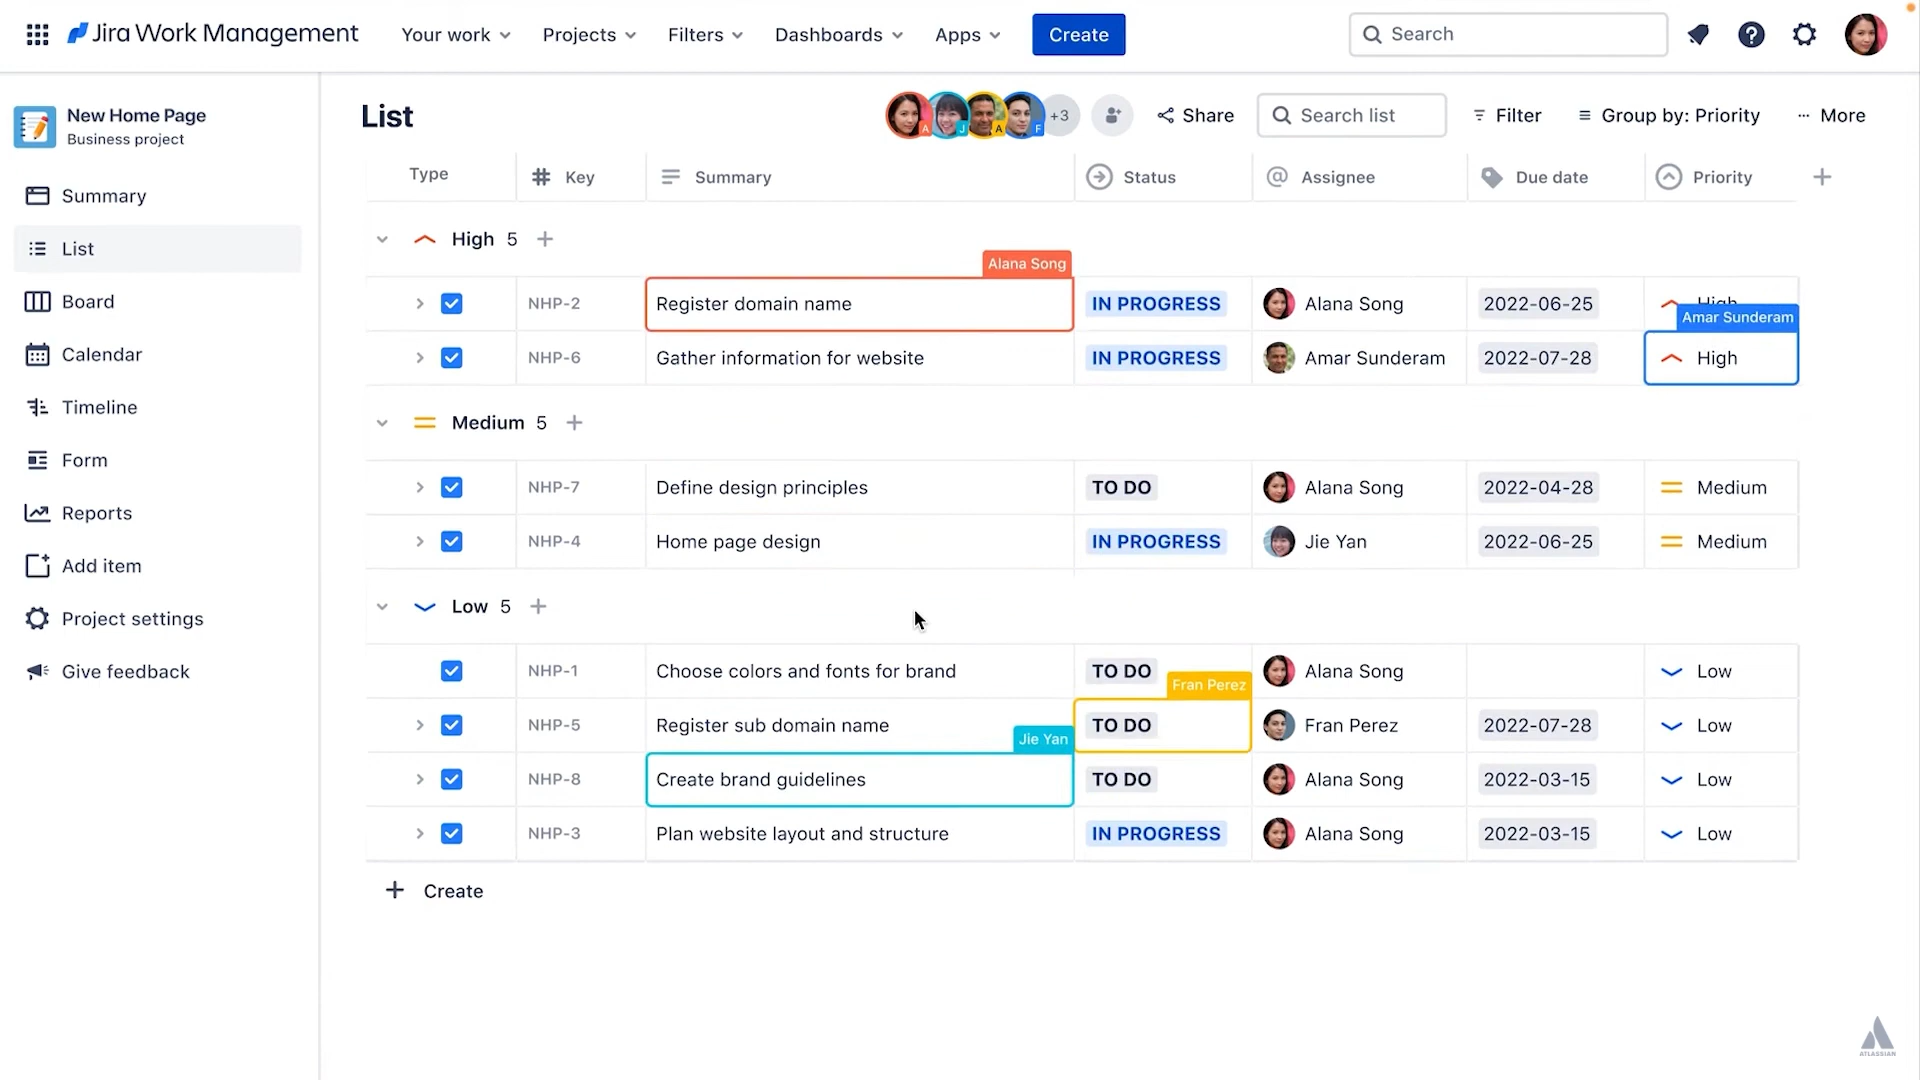 Jira Work Management Your work Projects Filters Dashboards Apps Create Search
New Home Page
Business project
Summary
List
Board
Calendar
Timeline
Form
Reports
Add item
Project settings
Give feedback
List A J A F +3 Share Search list Filter Group by: Priority More
Type Key Summary Status Assignee Due date Priority
High 5
Alana Song
NHP-2 Register domain name IN PROGRESS Alana Song 2022-06-25 High
Amar Sunderam
NHP-6 Gather information for website IN PROGRESS Amar Sunderam 2022-07-28 High
Medium 5
NHP-7 Define design principles TO DO Alana Song 2022-04-28 Medium
NHP-4 Home page design IN PROGRESS Jie Yan 2022-06-25 Medium
Low 5
NHP-1 Choose colors and fonts for brand TO DO Alana Song Low
Fran Perez
NHP-5 Register sub domain name TO DO Fran Perez 2022-07-28 Low
Jie Yan
NHP-8 Create brand guidelines TO DO Alana Song 2022-03-15 Low
NHP-3 Plan website layout and structure IN PROGRESS Alana Song 2022-03-15 Low
Create
ATLASSIAN